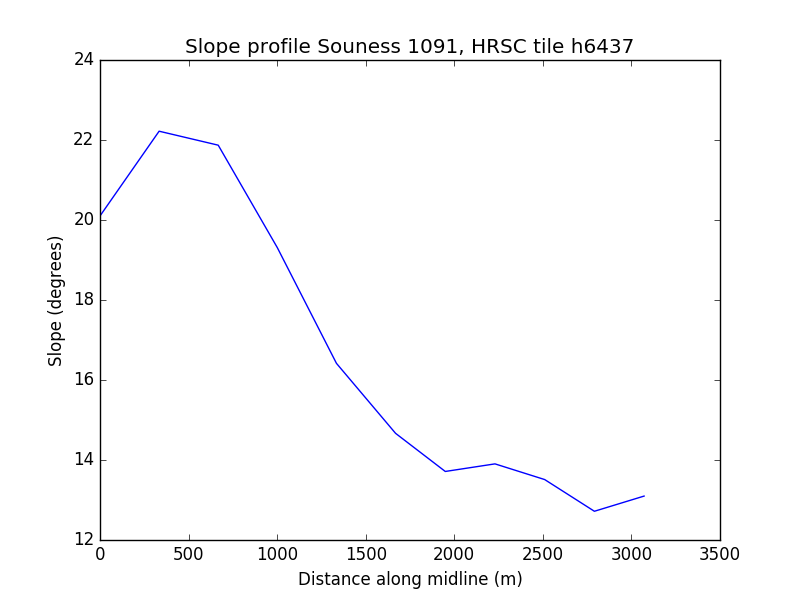 Slope profile Souness 1091, HRSC tile h6437
24
22
20
18
16
14
12
Slope (degrees)
0 500 1000 1500 2000 2500 3000 3500
Distance along midline (m)